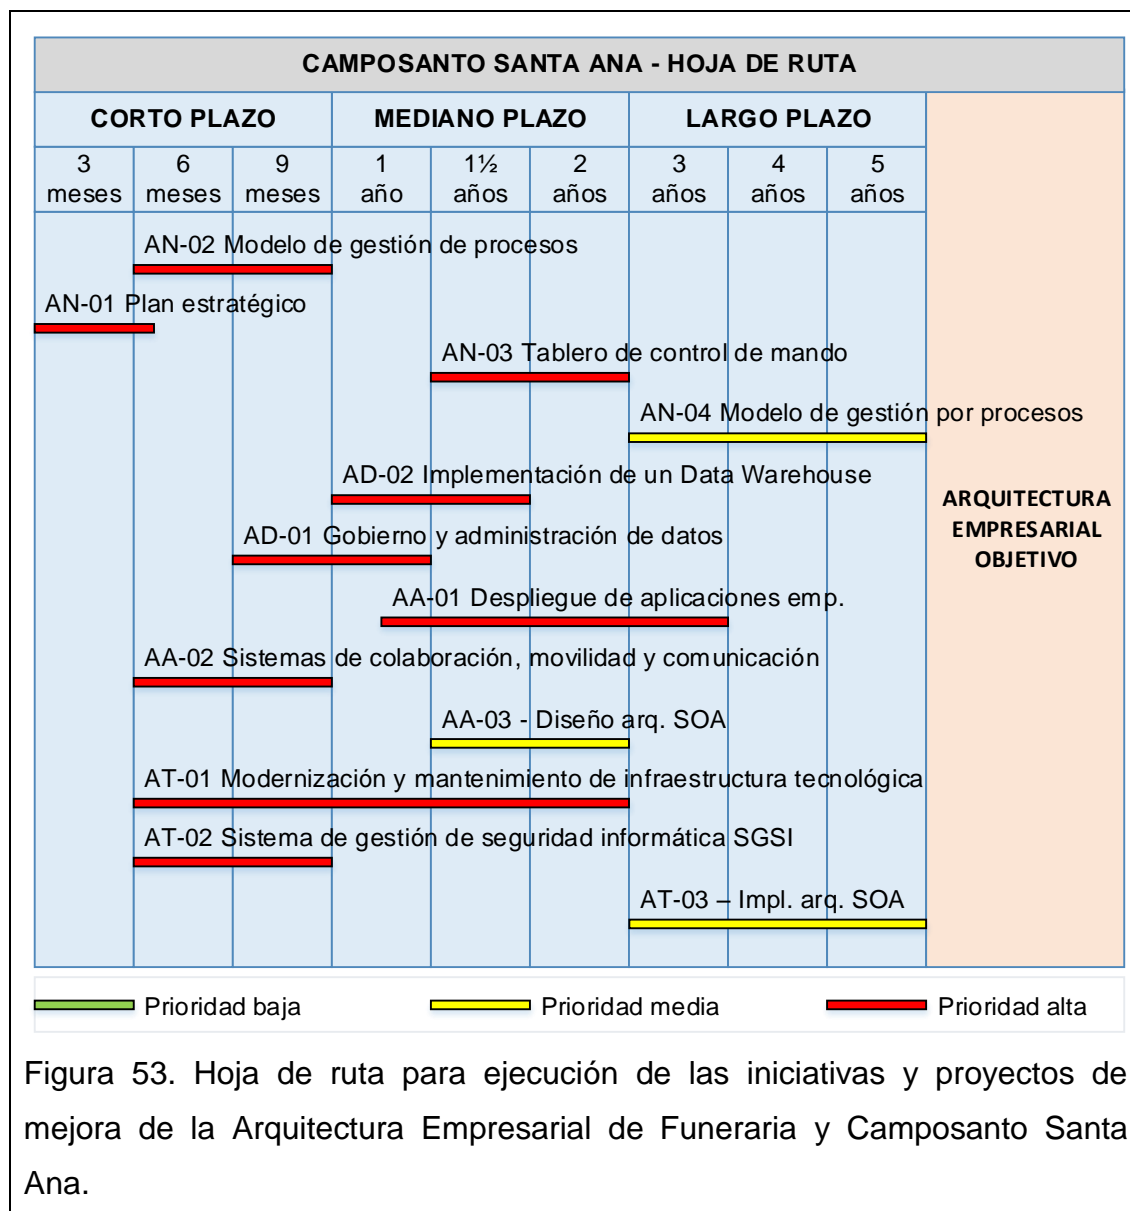 CAMPOSANTO SANTA ANA - HOJA DE RUTA
CORTO PLAZO
MEDIANO PLAZO
LARGO PLAZO
3 meses
6 meses
9 meses
1 año
1½ años
2 años
3 años
4 años
5 años
AN-02 Modelo de gestión de procesos
AN-01 Plan estratégico
AN-03 Tablero de control de mando
AN-04 Modelo de gestión por procesos
AD-02 Implementación de un Data Warehouse
ARQUITECTURA
EMPRESARIAL
OBJETIVO
AD-01 Gobierno y administración de datos
AA-01 Despliegue de aplicaciones emp.
AA-02 Sistemas de colaboración, movilidad y comunicación
AA-03 - Diseño arq. SOA
AT-01 Modernización y mantenimiento de infraestructura tecnológica
AT-02 Sistema de gestión de seguridad informática SGSI
AT-03 – Impl. arq. SOA
Prioridad baja
Prioridad media
Prioridad alta
Figura 53. Hoja de ruta para ejecución de las iniciativas y proyectos de
mejora de la Arquitectura Empresarial de Funeraria y Camposanto Santa
Ana.